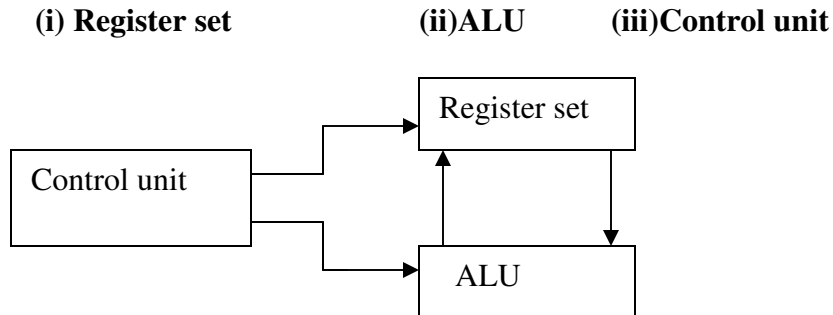 (i) Register set (ii)ALU (iii)Control unit
Register set
Control unit
ALU